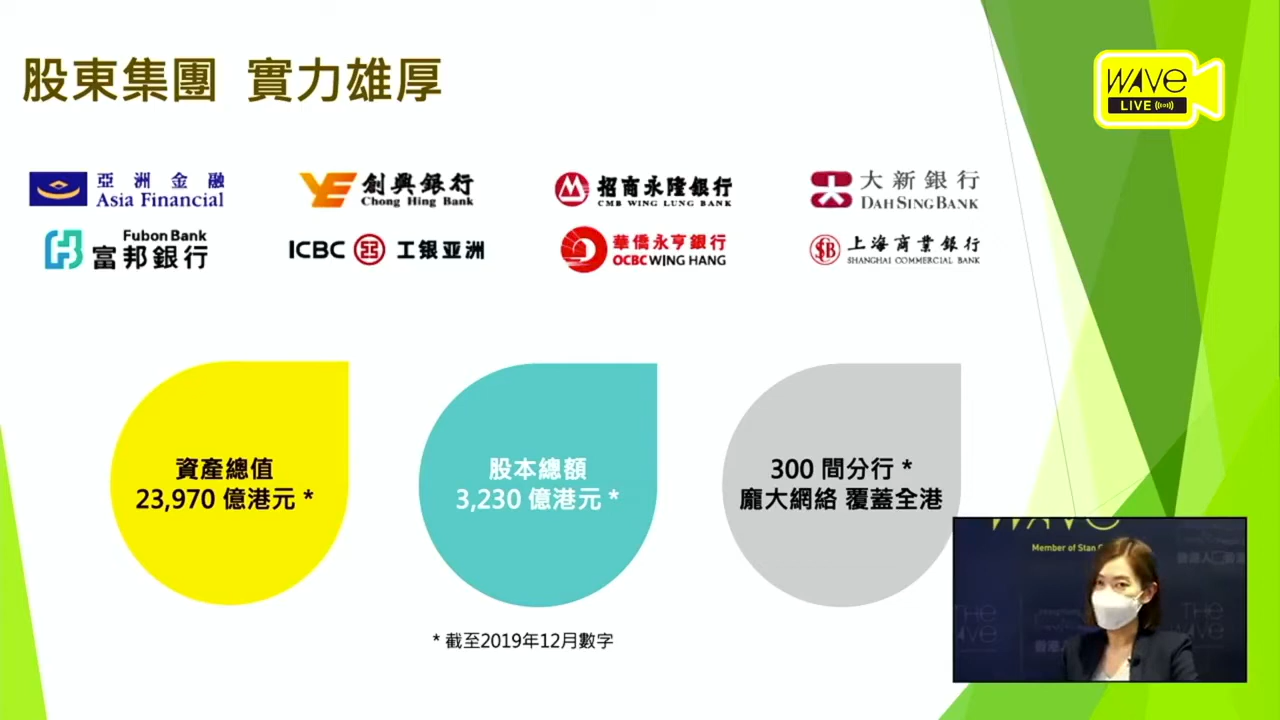 股東集團 實力雄厚
WAVe
LIVE
亞洲金融
Asia Financial
創興銀行
Chong Hing Bank
招商永隆銀行
CMB WING LUNG BANK
大新銀行
DAH SING BANK
Fubon Bank
富邦銀行
ICBC 工银亚洲
華僑永亨銀行
OCBC WING HANG
上海商業銀行
SHANGHAI COMMERCIAL BANK
資產總值
23,970 億港元 *
股本總額
3,230 億港元 *
300 間分行 *
龐大網絡 覆蓋全港
* 截至2019年12月數字
WAVE
Member of Stan
THE
WAVE
香港人